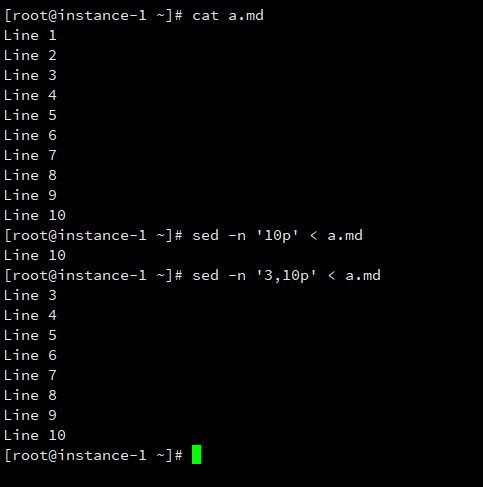 [root@instance-1 ~]# cat a.md
Line 1
Line 2
Line 3
Line 4
Line 5
Line 6
Line 7
Line 8
Line 9
Line 10
[root@instance-1 ~]# sed -n '10p' < a.md
Line 10
[root@instance-1 ~]# sed -n '3,10p' < a.md
Line 3
Line 4
Line 5
Line 6
Line 7
Line 8
Line 9
Line 10
[root@instance-1 ~]#